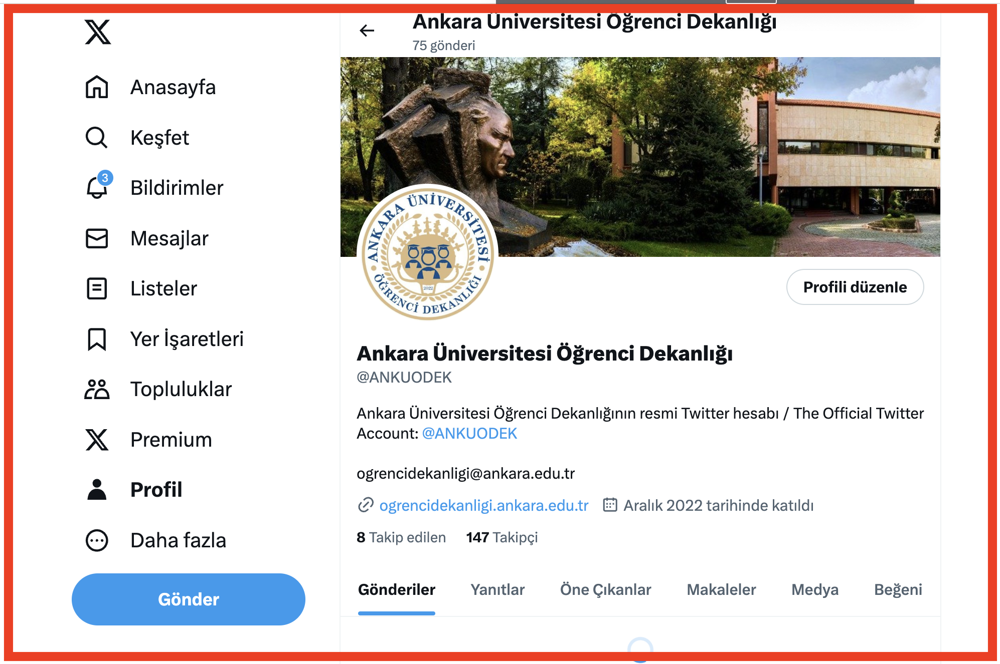 Ankara Üniversitesi Öğrenci Dekanlığı
75 gönderi
Anasayfa
Keşfet
3
Bildirimler
Mesajlar
Listeler
Yer İşaretleri
Topluluklar
Premium
Profil
Daha fazla
Gönder
ANKARA ÜNİVERSİTESİ
2022
ÖĞRENCİ DEKANLIĞI
Profili düzenle
Ankara Üniversitesi Öğrenci Dekanlığı
@ANKUODEK
Ankara Üniversitesi Öğrenci Dekanlığının resmi Twitter hesabı / The Official Twitter
Account: @ANKUODEK
ogrencidekanligi@ankara.edu.tr
ogrencidekanligi.ankara.edu.tr Aralık 2022 tarihinde katıldı
8 Takip edilen 147 Takipçi
Gönderiler Yanıtlar Öne Çıkanlar Makaleler Medya Beğeni